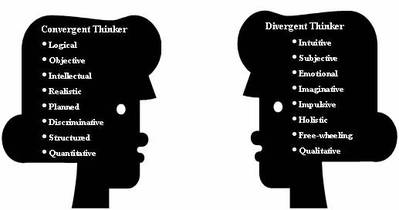 Convergent Thinker
• Logical
• Objective
• Intellectual
• Realistic
• Planned
• Discriminative
• Structured
• Quantitative
Divergent Thinker
• Intuitive
• Subjective
• Emotional
• Imaginative
• Impulsive
• Holistic
• Free-wheeling
• Qualitative